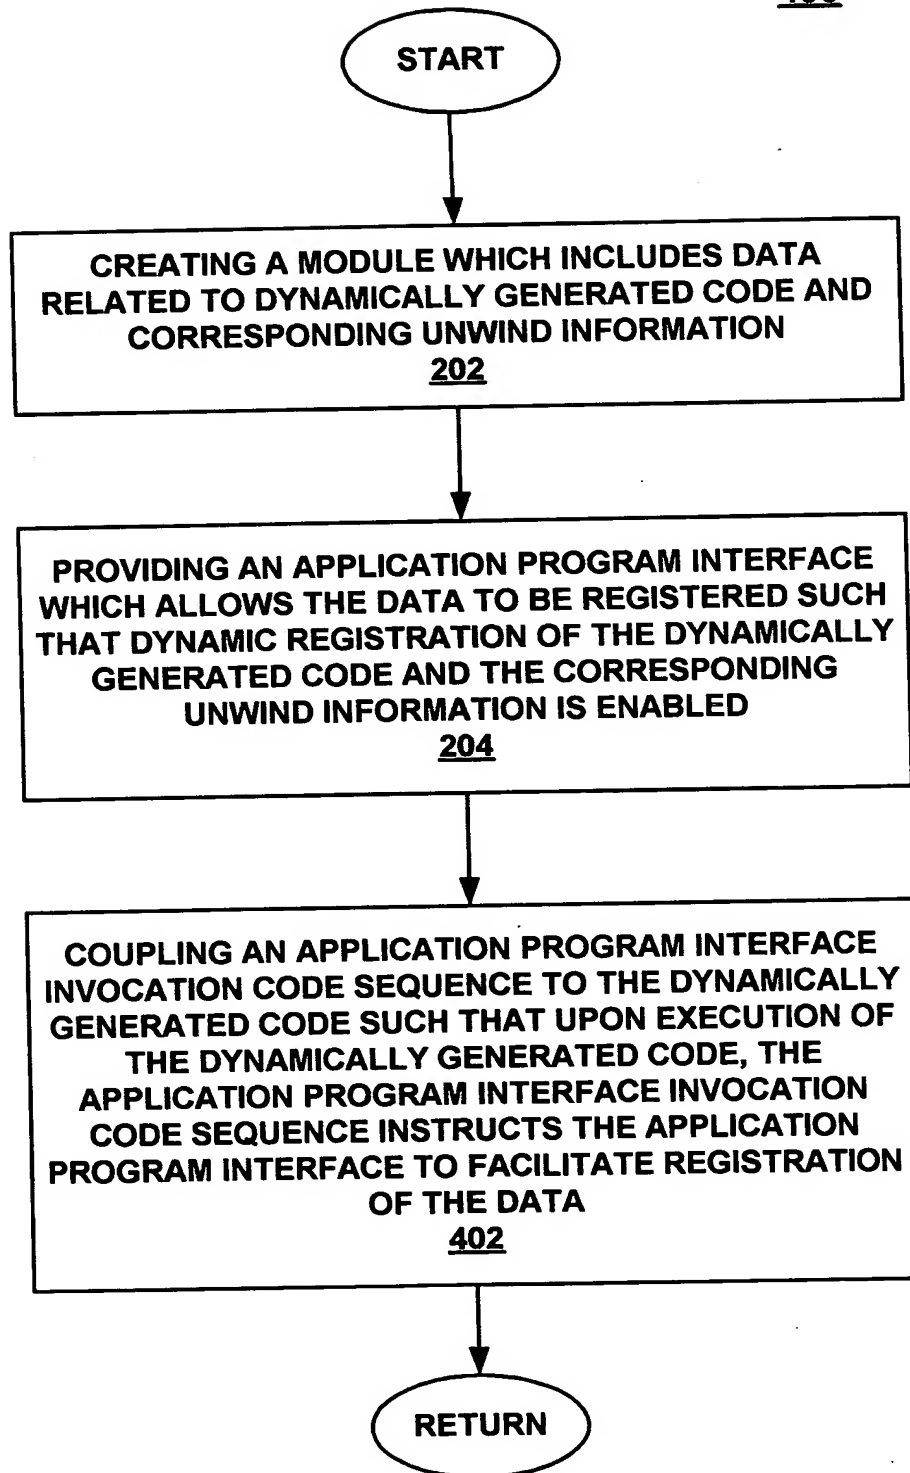 START
CREATING A MODULE WHICH INCLUDES DATA
RELATED TO DYNAMICALLY GENERATED CODE AND
CORRESPONDING UNWIND INFORMATION
202
PROVIDING AN APPLICATION PROGRAM INTERFACE
WHICH ALLOWS THE DATA TO BE REGISTERED SUCH
THAT DYNAMIC REGISTRATION OF THE DYNAMICALLY
GENERATED CODE AND THE CORRESPONDING
UNWIND INFORMATION IS ENABLED
204
COUPLING AN APPLICATION PROGRAM INTERFACE
INVOCATION CODE SEQUENCE TO THE DYNAMICALLY
GENERATED CODE SUCH THAT UPON EXECUTION OF
THE DYNAMICALLY GENERATED CODE, THE
APPLICATION PROGRAM INTERFACE INVOCATION
CODE SEQUENCE INSTRUCTS THE APPLICATION
PROGRAM INTERFACE TO FACILITATE REGISTRATION
OF THE DATA
402
RETURN